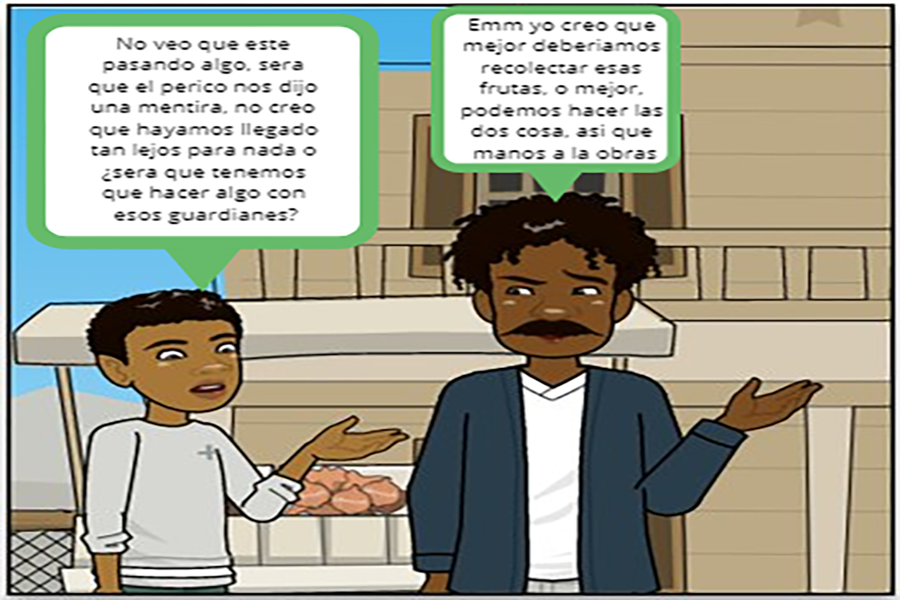 No veo que este
pasando algo, sera
que el perico nos dijo
una mentira, no creo
que hayamos llegado
tan lejos para nada o
¿sera que tenemos
que hacer algo con
esos guardianes?
Emm yo creo que
mejor deberiamos
recolectar esas
frutas, o mejor,
podemos hacer las
dos cosa, asi que
manos a la obras